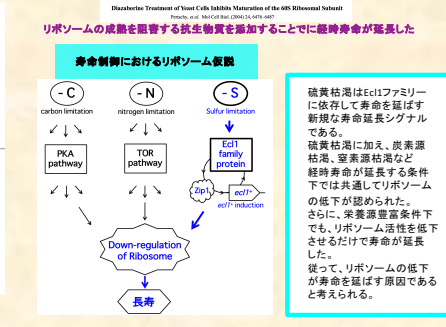 Diazaborine Treatment of Yeast Cells Inhibits Maturation of the 60S Ribosomal Subunit
Pertschy, et al. Mol Cell Biol. (2004) 24, 6476-6487
リボソームの成熟を阻害する抗生物質を添加することでに経時寿命が延長した
寿命制御におけるリボソーム仮説
- C
- N
- S
carbon limitation
nitrogen limitation
Sulfur limitation
PKA
pathway
TOR
pathway
Ecl1
family
protein
Zip1
ecl1+
ecl1+ induction
Down-regulation
of Ribosome
長寿
硫黄枯渇はEcl1ファミリー
に依存して寿命を延ばす
新規な寿命延長シグナル
である。
硫黄枯渇に加え、炭素源
枯渇、窒素源枯渇など
経時寿命が延長する条件
下では共通してリボソーム
の低下が認められた。
さらに、栄養源豊富条件下
でも、リボソーム活性を低下
させるだけで寿命が延長
した。
従って、リボソームの低下
が寿命を延ばす原因である
と考えられる。